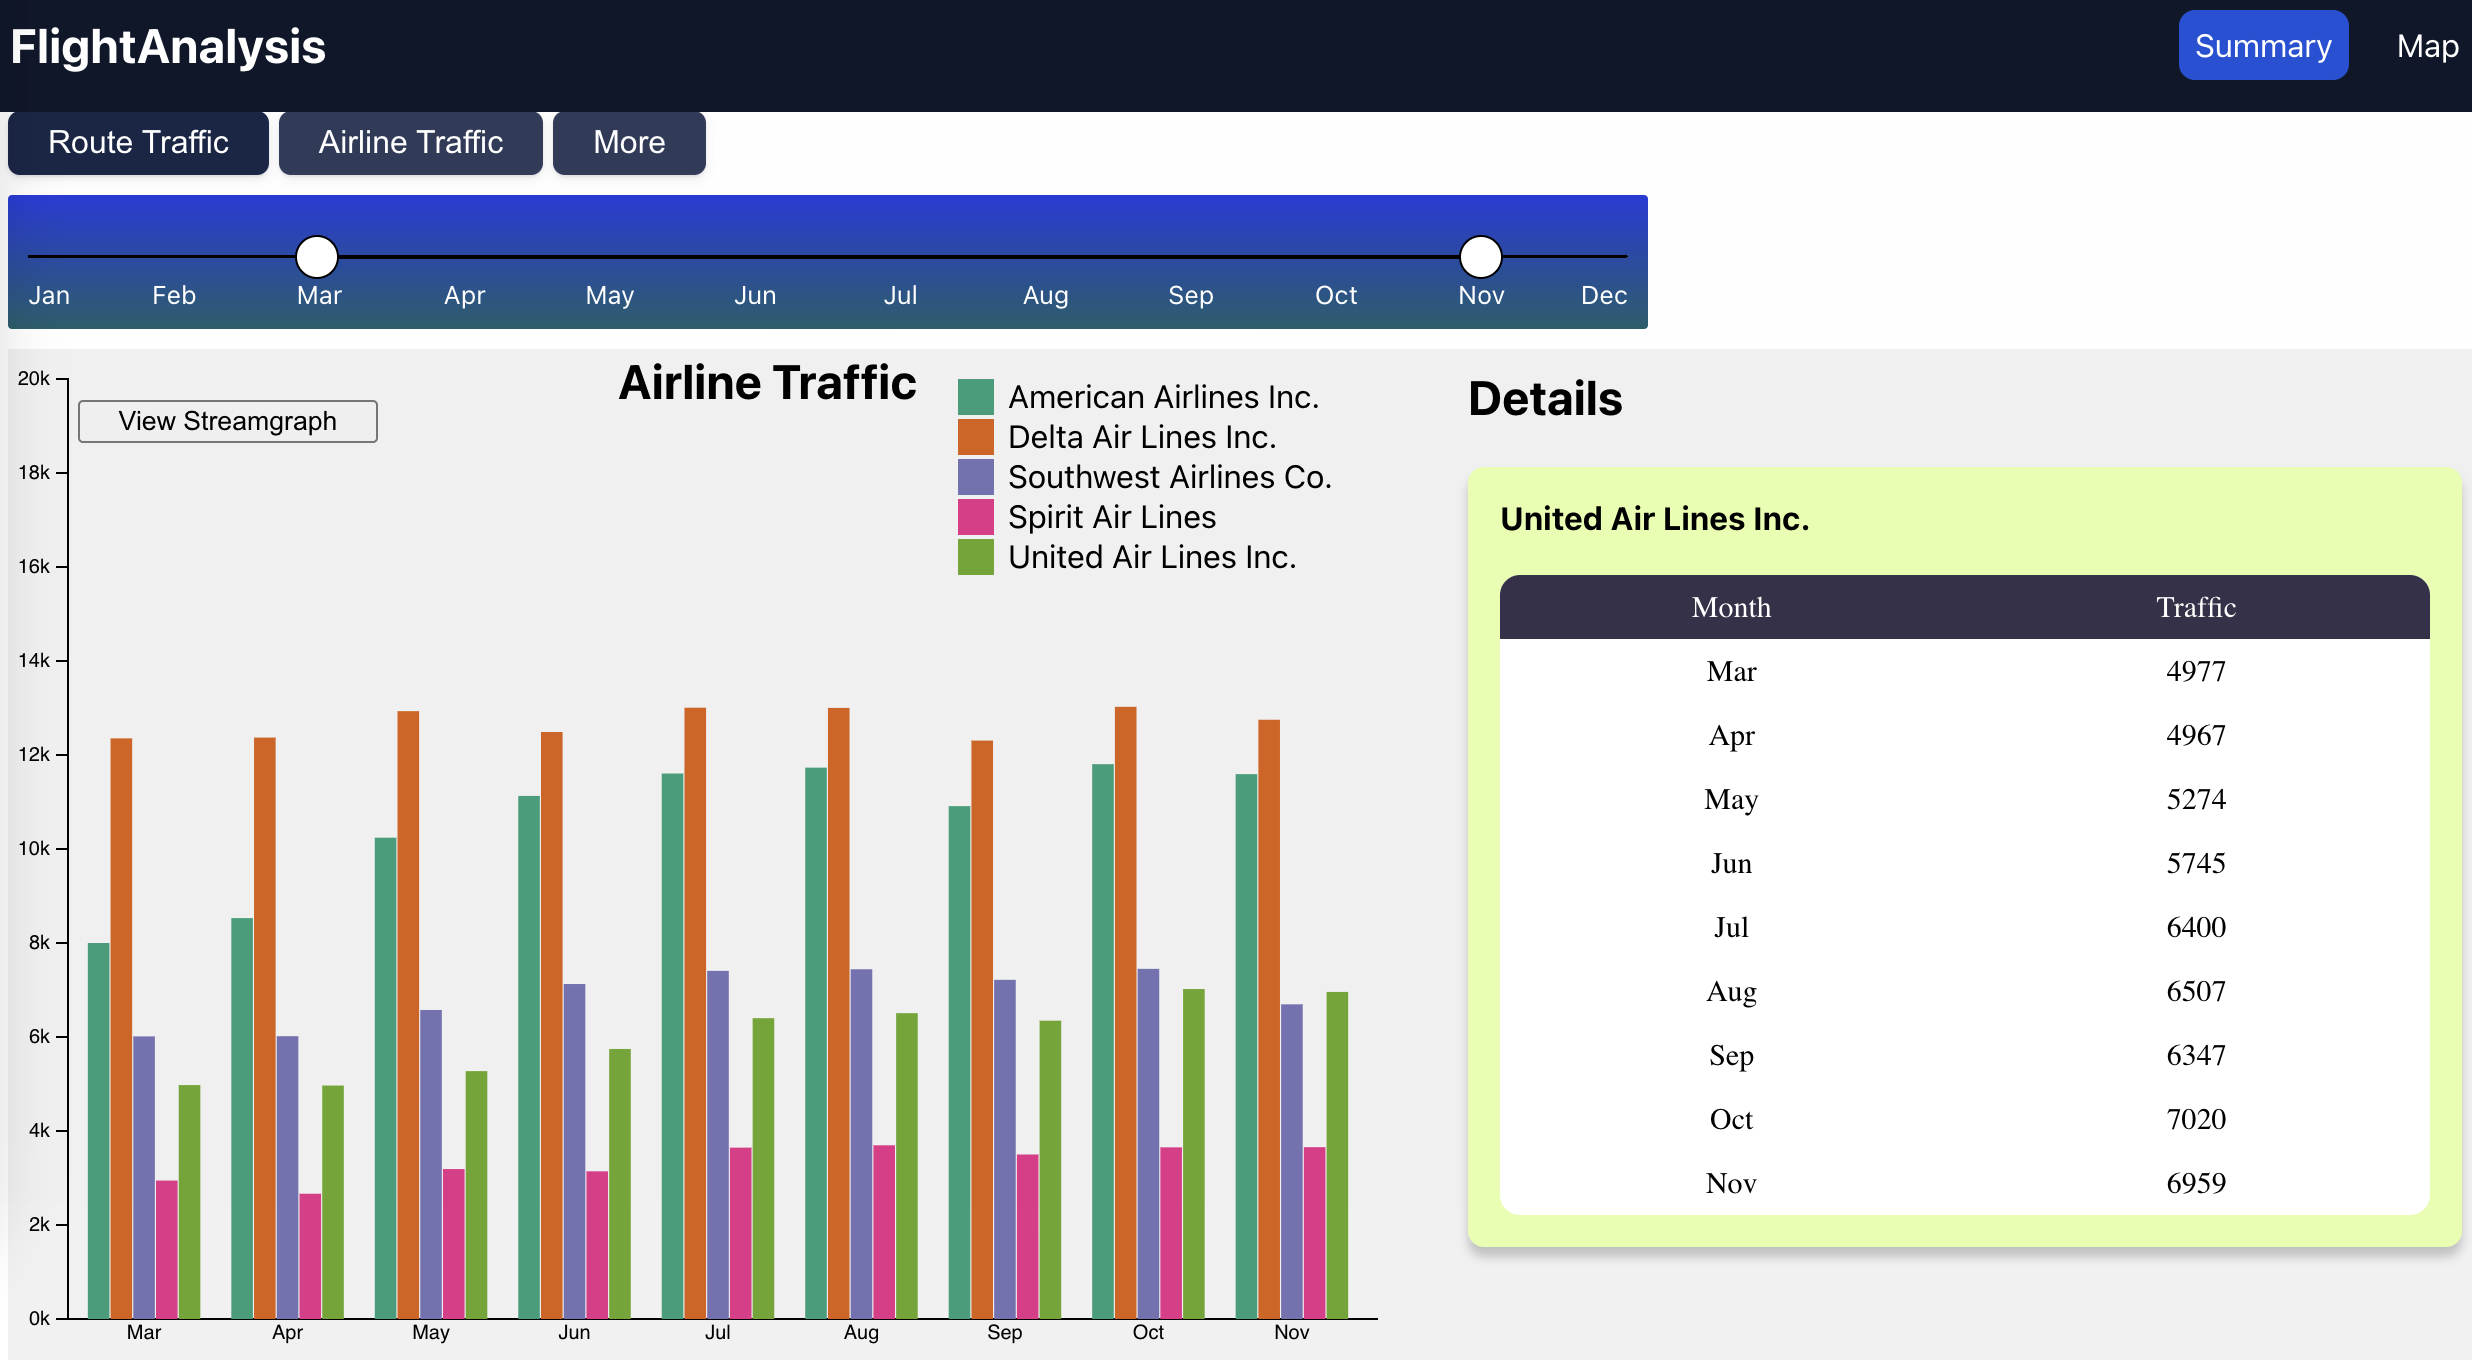 FlightAnalysis
Summary
Map
Route Traffic
Airline Traffic
More
Jan Feb Mar Apr May Jun Jul Aug Sep Oct Nov Dec
Airline Traffic
View Streamgraph
American Airlines Inc.
Delta Air Lines Inc.
Southwest Airlines Co.
Spirit Air Lines
United Air Lines Inc.
20k
18k
16k
14k
12k
10k
8k
6k
4k
2k
0k
Mar Apr May Jun Jul Aug Sep Oct Nov
Details
United Air Lines Inc.
Month Traffic
Mar 4977
Apr 4967
May 5274
Jun 5745
Jul 6400
Aug 6507
Sep 6347
Oct 7020
Nov 6959